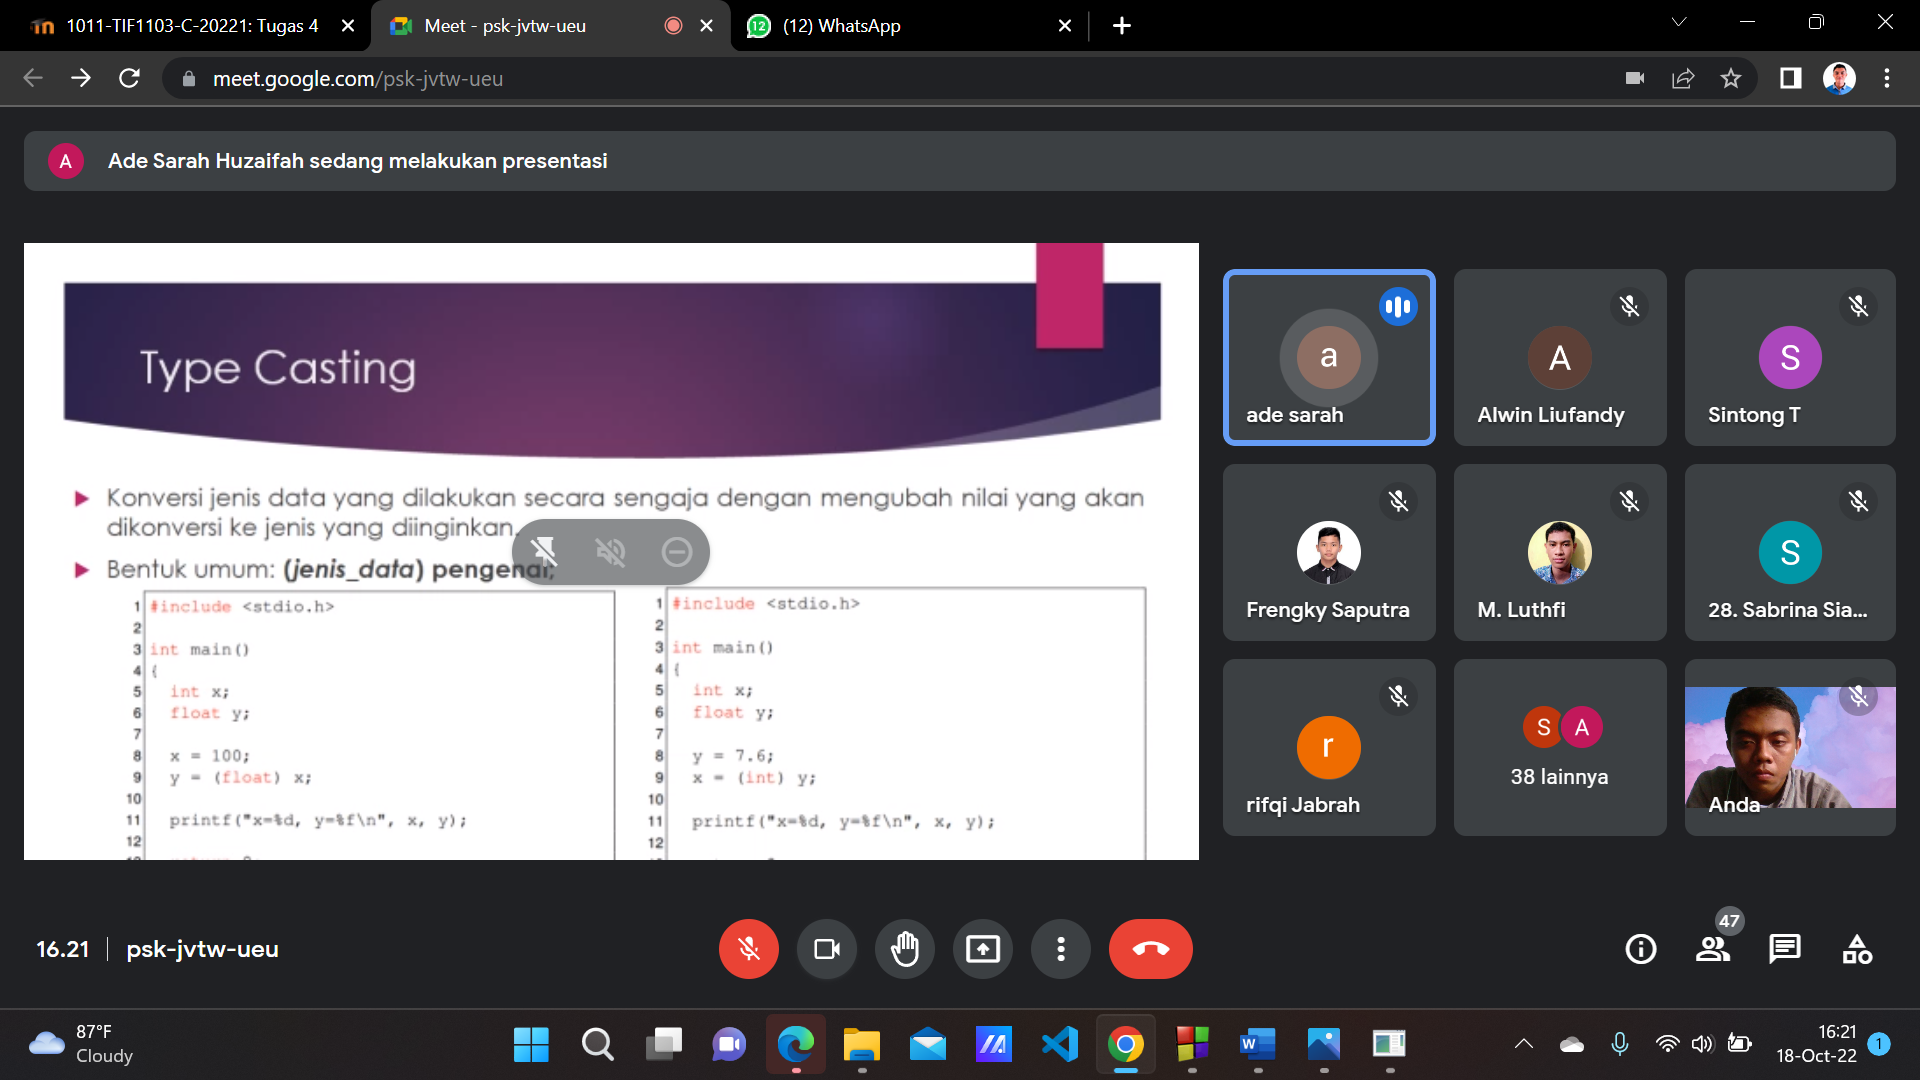 1011-TIF1103-C-20221: Tugas 4
Meet - psk-jvtw-ueu
12
(12) WhatsApp
meet.google.com/psk-jvtw-ueu
A
Ade Sarah Huzaifah sedang melakukan presentasi
Type Casting
Konversi jenis data yang dilakukan secara sengaja dengan mengubah nilai yang akan
dikonversi ke jenis yang diinginkan.
Bentuk umum: (jenis_data) pengenal;
1 #include <stdio.h>
2
3 int main()
4 {
5 int x;
6 float y;
7
8 x = 100;
9 y = (float) x;
10
11 printf("x=%d, y=%f\n", x, y);
12
1 #include <stdio.h>
2
3 int main()
4 {
5 int x;
6 float y;
7
8 y = 7.6;
9 x = (int) y;
10
11 printf("x=%d, y=%f\n", x, y);
12
a
ade sarah
A
Alwin Liufandy
S
Sintong T
Frengky Saputra
M. Luthfi
S
28. Sabrina Sia...
r
rifqi Jabrah
S A
38 lainnya
Anda
16.21
psk-jvtw-ueu
47
87°F
Cloudy
W
16:21
18-Oct-22
1